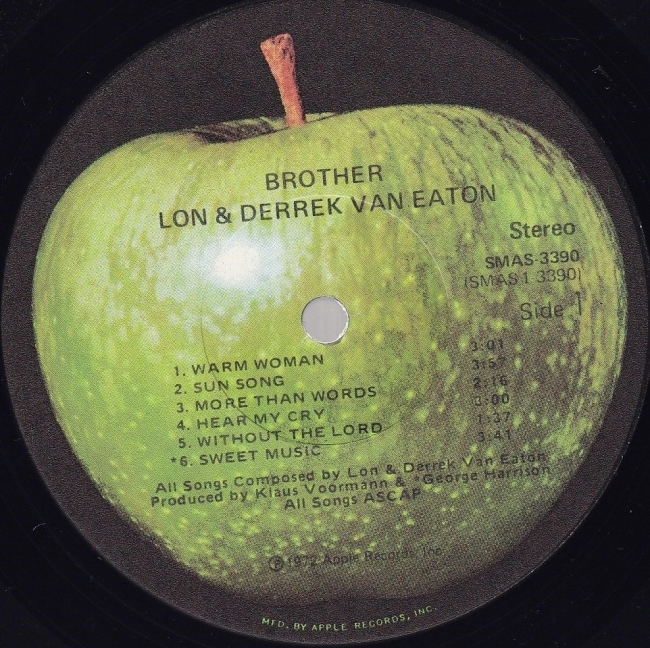 BROTHER
LON & DERREK VAN EATON
Stereo
SMAS-3390
(SMAS 1 3390)
Side 1
1. WARM WOMAN 3:01
2. SUN SONG 3:57
3. MORE THAN WORDS 2:16
4. HEAR MY CRY 3:00
5. WITHOUT THE LORD 1:37
*6. SWEET MUSIC 3:41
All Songs Composed by Lon & Derrek Van Eaton
Produced by Klaus Voormann & *George Harrison
All Songs ASCAP
℗ 1972 Apple Records, Inc.
MFD. BY APPLE RECORDS, INC.